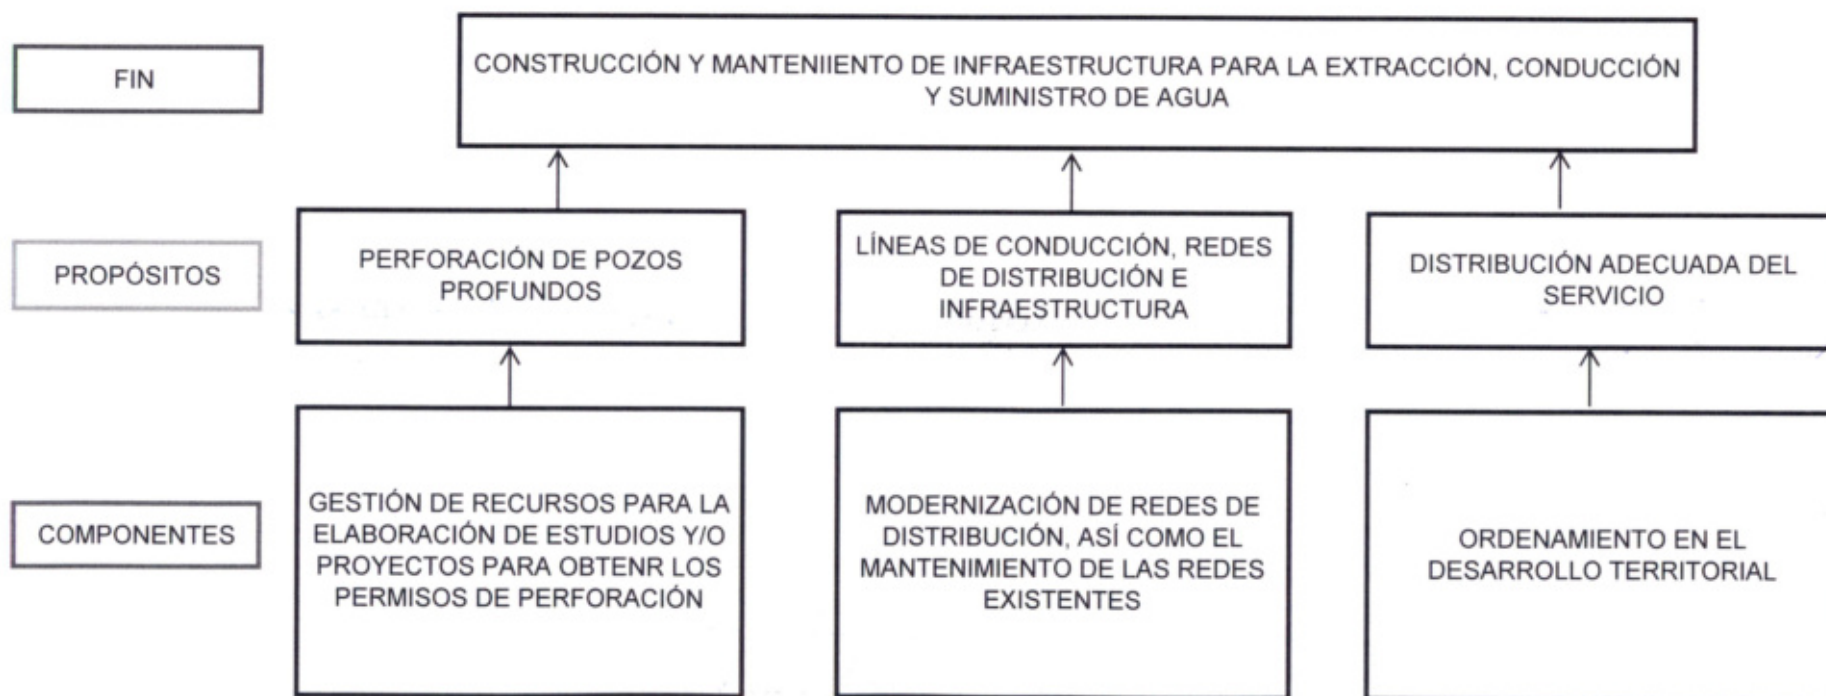 FIN
CONSTRUCCIÓN Y MANTENIIENTO DE INFRAESTRUCTURA PARA LA EXTRACCIÓN, CONDUCCIÓN
Y SUMINISTRO DE AGUA
PROPÓSITOS
PERFORACIÓN DE POZOS
PROFUNDOS
LÍNEAS DE CONDUCCIÓN, REDES
DE DISTRIBUCIÓN E
INFRAESTRUCTURA
DISTRIBUCIÓN ADECUADA DEL
SERVICIO
COMPONENTES
GESTIÓN DE RECURSOS PARA LA
ELABORACIÓN DE ESTUDIOS Y/O
PROYECTOS PARA OBTENR LOS
PERMISOS DE PERFORACIÓN
MODERNIZACIÓN DE REDES DE
DISTRIBUCIÓN, ASÍ COMO EL
MANTENIMIENTO DE LAS REDES
EXISTENTES
ORDENAMIENTO EN EL
DESARROLLO TERRITORIAL